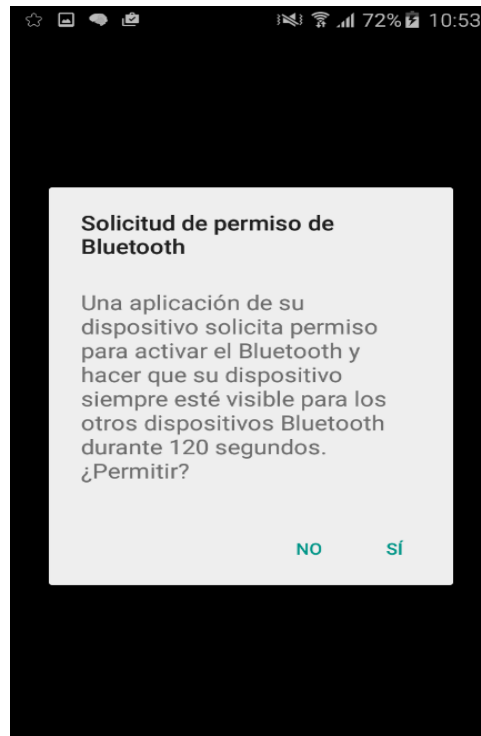 72% 10:53
Solicitud de permiso de
Bluetooth
Una aplicación de su
dispositivo solicita permiso
para activar el Bluetooth y
hacer que su dispositivo
siempre esté visible para los
otros dispositivos Bluetooth
durante 120 segundos.
¿Permitir?
NO SÍ